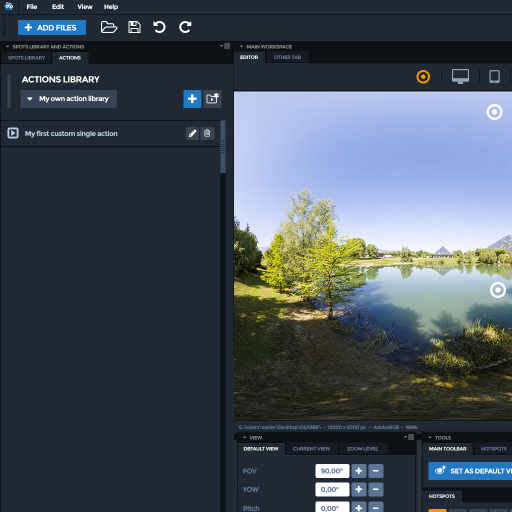 File Edit View Help
ADD FILES
SPOTS LIBRARY AND ACTIONS
SPOTS LIBRARY ACTIONS
ACTIONS LIBRARY
My own action library
My first custom single action
MAIN WORKSPACE
EDITOR OTHER TAB
VIEW
DEFAULT VIEW CURRENT VIEW ZOOM LEVEL
FOV 90,00°
YOW 0,00°
Pitch 0,00°
TOOLS
MAIN TOOLBAR HOTSPOTS
SET AS DEFAULT VI
HOTSPOTS